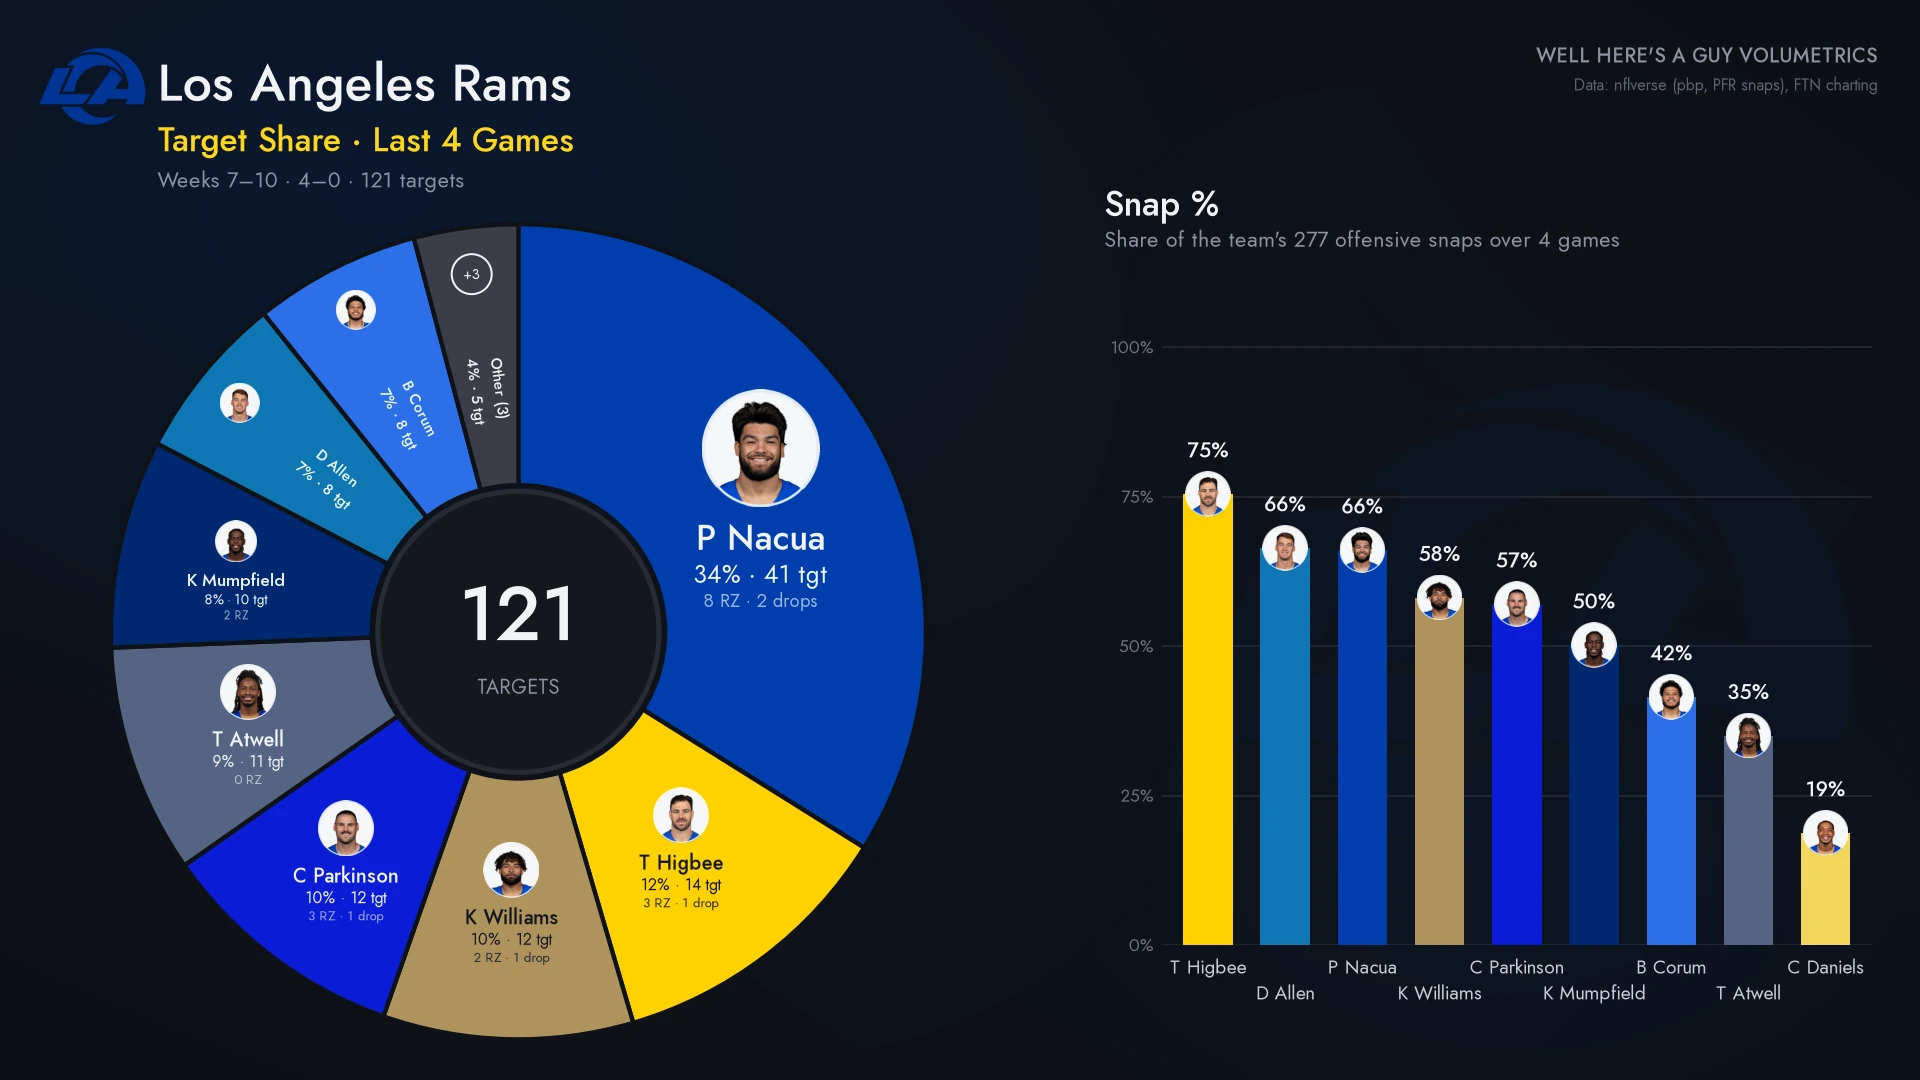 LA
Los Angeles Rams
Target Share · Last 4 Games
Weeks 7–10 · 4–0 · 121 targets
WELL HERE'S A GUY VOLUMETRICS
Data: nflverse (pbp, PFR snaps), FTN charting
+3
Other (3)
4% · 5 tgt
B Corum
7% · 8 tgt
D Allen
7% · 8 tgt
K Mumpfield
8% · 10 tgt
2 RZ
T Atwell
9% · 11 tgt
0 RZ
C Parkinson
10% · 12 tgt
3 RZ · 1 drop
K Williams
10% · 12 tgt
2 RZ · 1 drop
T Higbee
12% · 14 tgt
3 RZ · 1 drop
P Nacua
34% · 41 tgt
8 RZ · 2 drops
121
TARGETS
Snap %
Share of the team's 277 offensive snaps over 4 games
100%
75%
50%
25%
0%
75%
66%
66%
58%
57%
50%
42%
35%
19%
T Higbee
D Allen
P Nacua
K Williams
C Parkinson
K Mumpfield
B Corum
T Atwell
C Daniels